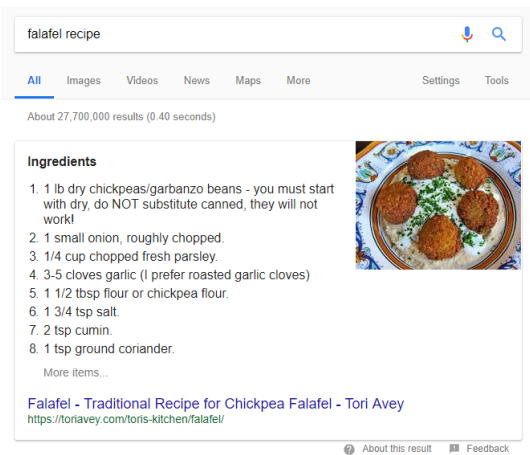 falafel recipe
All Images Videos News Maps More Settings Tools
About 27,700,000 results (0.40 seconds)
Ingredients
1. 1 lb dry chickpeas/garbanzo beans - you must start
with dry, do NOT substitute canned, they will not
work!
2. 1 small onion, roughly chopped.
3. 1/4 cup chopped fresh parsley.
4. 3-5 cloves garlic (I prefer roasted garlic cloves)
5. 1 1/2 tbsp flour or chickpea flour.
6. 1 3/4 tsp salt.
7. 2 tsp cumin.
8. 1 tsp ground coriander.
More items...
Falafel - Traditional Recipe for Chickpea Falafel - Tori Avey
https://toriavey.com/toris-kitchen/falafel/
About this result Feedback